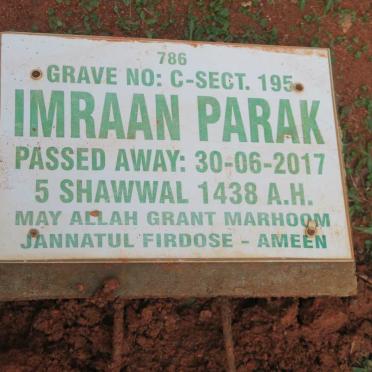 786
GRAVE NO: C-SECT. 195
IMRAAN PARAK
PASSED AWAY: 30-06-2017
5 SHAWWAL 1438 A.H.
MAY ALLAH GRANT MARHOOM
JANNATUL FIRDOSE - AMEEN